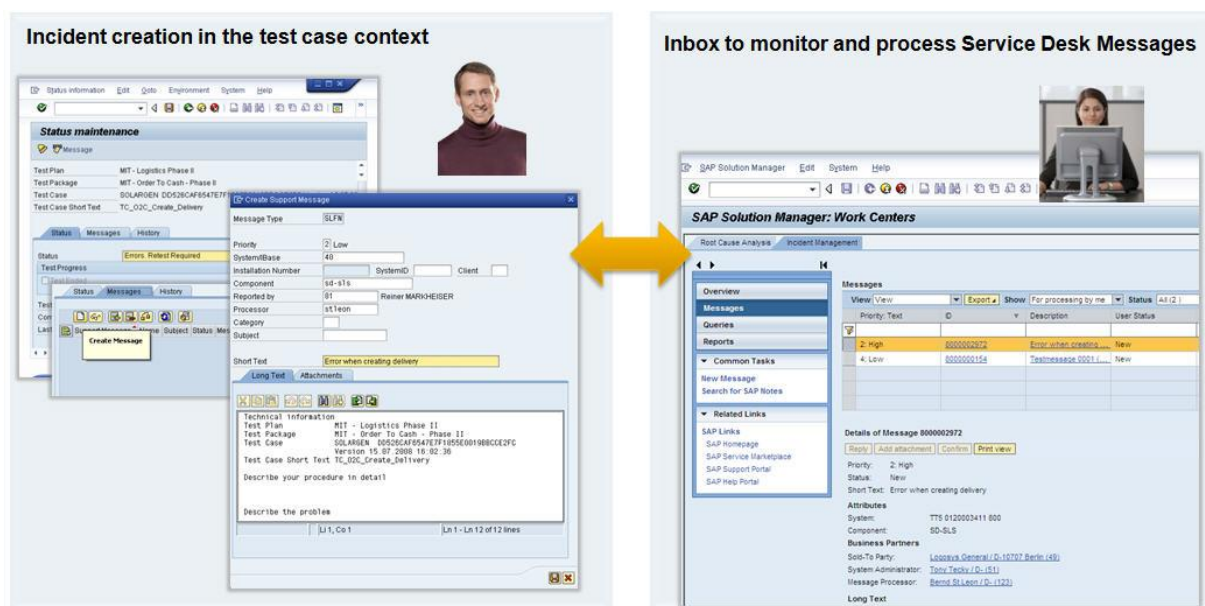 Incident creation in the test case context
Status information Edit Goto Environment System Help
Status maintenance
Message
Test Plan MIT - Logistics Phase II
Test Package MIT - Order To Cash - Phase II
Test Case SOLARGEN
Test Case Short Text TC_O2C_Create_Delivery
Status Messages History
Status Errors: Retest Required
Test Progress
Status Messages History
Subject Status
Create Message
Create Support Message
Message Type SLFN
Priority 2 Low
System/IBase 40
Installation Number SystemID Client
Component sd-sls
Reported by 81 Reiner MARKHEISER
Processor stleon
Category
Subject
Short Text Error when creating delivery
Long Text Attachments
Technical information
Test Plan MIT - Logistics Phase II
Test Package MIT - Order To Cash - Phase II
Test Case SOLARGEN
Version 15.07.2008 16:02:36
Test Case Short Text TC_O2C_Create_Delivery
Describe your procedure in detail
Describe the problem
Li 1, Co 1 Ln 1 - Ln 12 of 12 lines
Inbox to monitor and process Service Desk Messages
SAP Solution Manager Edit System Help
SAP Solution Manager: Work Centers
Root Cause Analysis Incident Management
Overview
Messages
Queries
Reports
Common Tasks
New Message
Search for SAP Notes
Related Links
SAP Links
SAP Homepage
SAP Service Marketplace
SAP Support Portal
SAP Help Portal
Messages
View View Export Show For processing by me Status All (2)
Priority: Text ID Description User Status
2: High 8000002972 Error when creating ... New
4: Low 8000000154 Testmessage 0001 (... New
Details of Message 8000002972
Reply Add attachment Confirm Print view
Priority: 2: High
Status: New
Short Text: Error when creating delivery
Attributes
System: TT5 0120003411 800
Component: SD-SLS
Business Partners
Sold-To Party: Logosys General / D-10707 Berlin (49)
System Administrator: Tony Tecky / D- (51)
Message Processor: Bernd St.Leon / D- (123)
Long Text